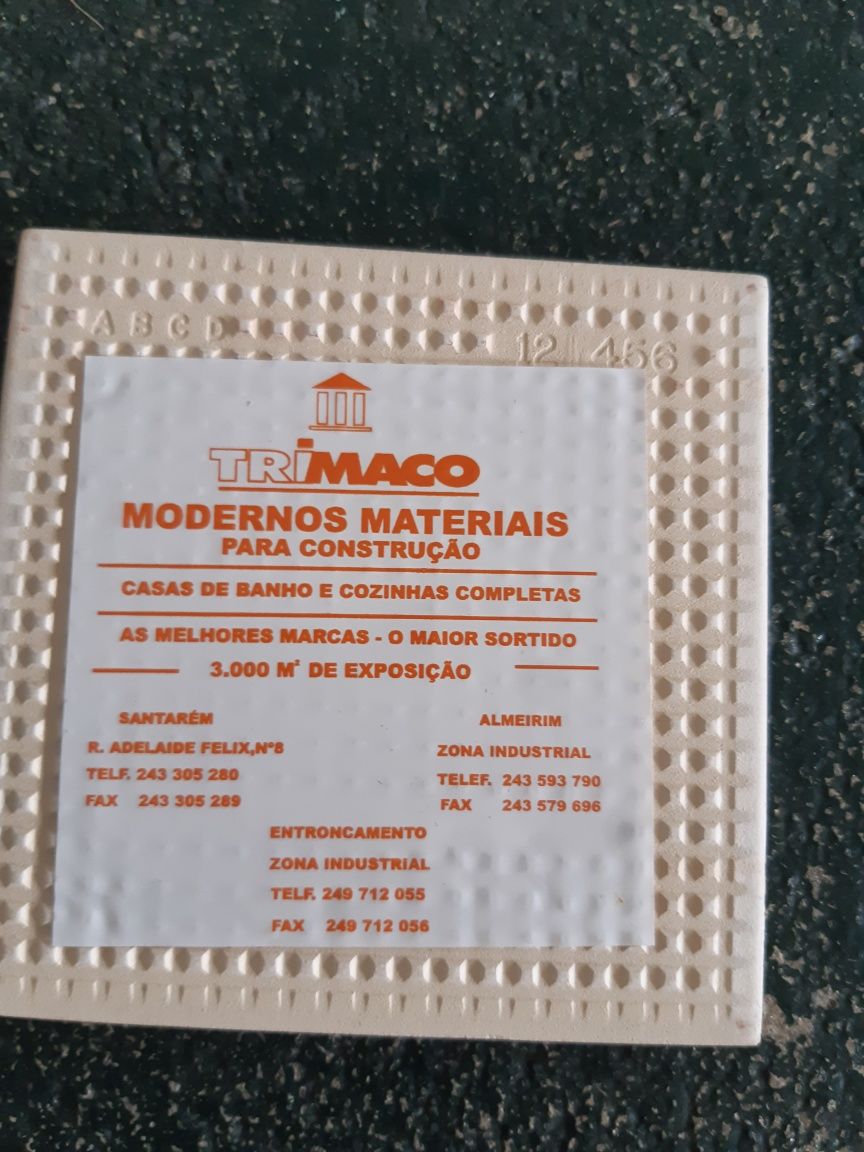 A B C D
12 456
TRIMACO
MODERNOS MATERIAIS
PARA CONSTRUÇÃO
CASAS DE BANHO E COZINHAS COMPLETAS
AS MELHORES MARCAS - O MAIOR SORTIDO
3.000 M² DE EXPOSIÇÃO
SANTARÉM
R. ADELAIDE FELIX,Nº8
TELF. 243 305 280
FAX 243 305 289
ALMEIRIM
ZONA INDUSTRIAL
TELEF. 243 593 790
FAX 243 579 696
ENTRONCAMENTO
ZONA INDUSTRIAL
TELF. 249 712 055
FAX 249 712 056